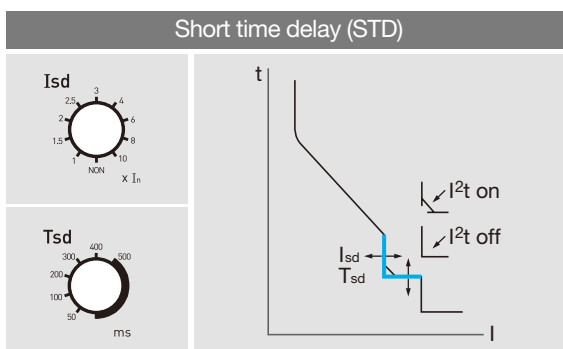 Short time delay (STD)
Isd
3
2.5
4
2
6
1.5
8
1
10
NON
x In
Tsd
400
300
500
200
100
50
ms
t
I²t on
I²t off
Isd
Tsd
I